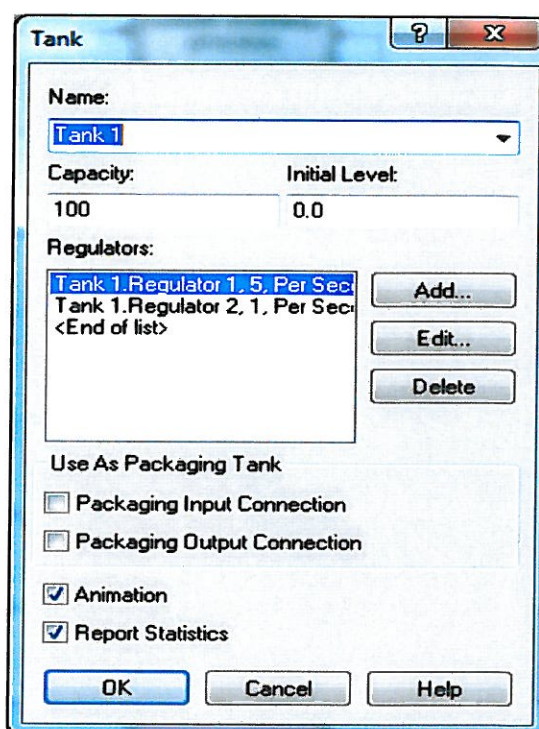 Tank
?
X
Name:
Tank 1
Capacity:
Initial Level:
100
0.0
Regulators:
Tank 1.Regulator 1, 5, Per Sec
Tank 1.Regulator 2, 1, Per Sec
<End of list>
Add...
Edit...
Delete
Use As Packaging Tank
Packaging Input Connection
Packaging Output Connection
Animation
Report Statistics
OK
Cancel
Help